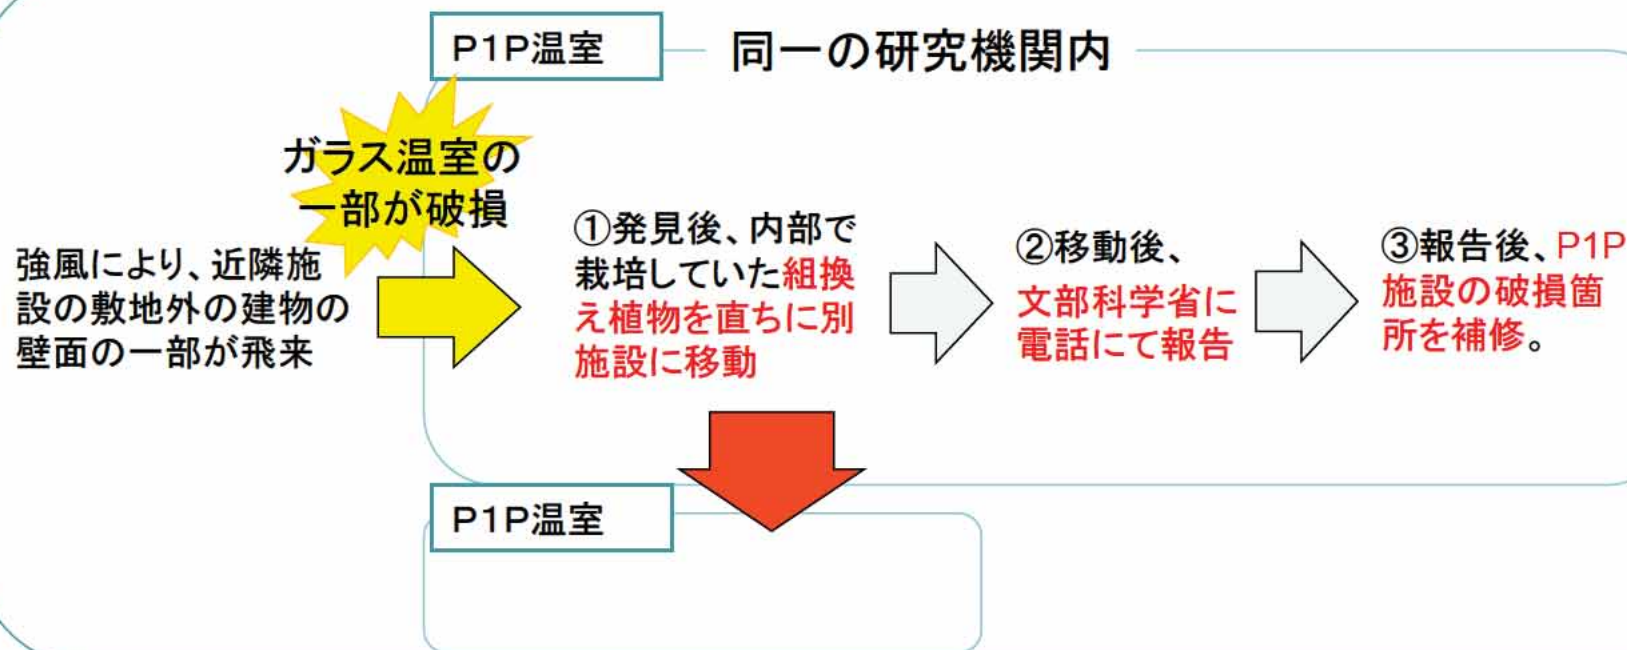 P1P温室
同一の研究機関内
ガラス温室の
一部が破損
強風により、近隣施
設の敷地外の建物の
壁面の一部が飛来
①発見後、内部で
栽培していた組換
え植物を直ちに別
施設に移動
②移動後、
文部科学省に
電話にて報告
③報告後、P1P
施設の破損箇
所を補修。
P1P温室